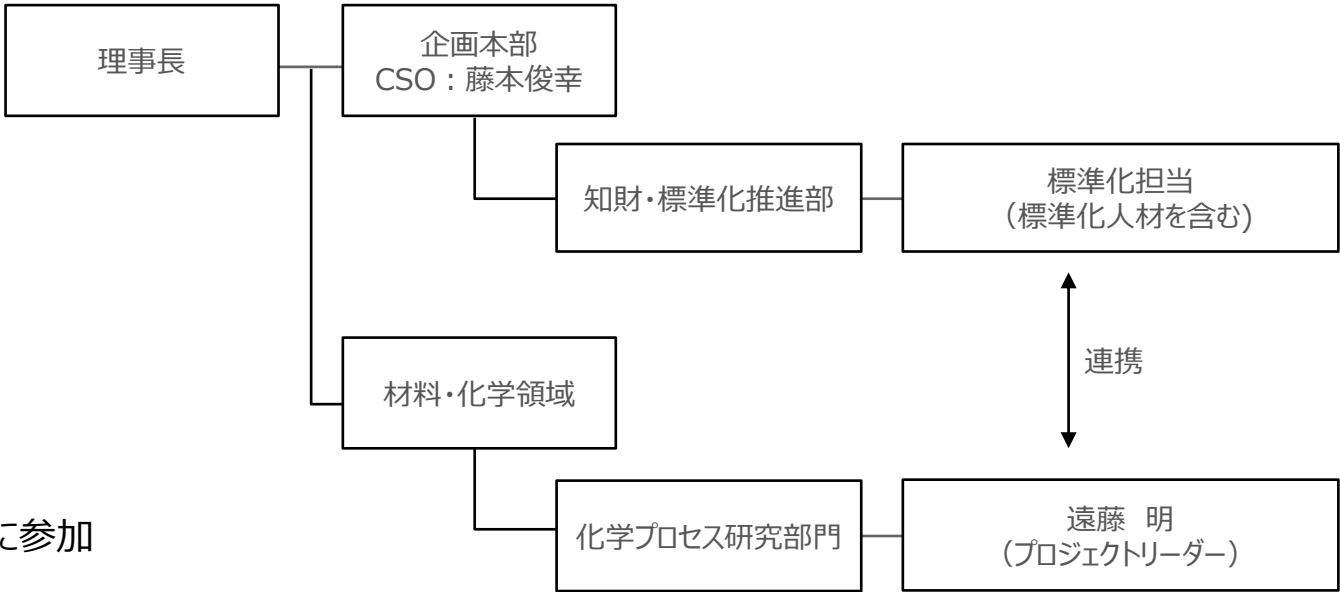 理事長
企画本部
CSO：藤本俊幸
知財・標準化推進部
標準化担当
（標準化人材を含む)
連携
材料・化学領域
に参加
化学プロセス研究部門
遠藤　明
（プロジェクトリーダー）